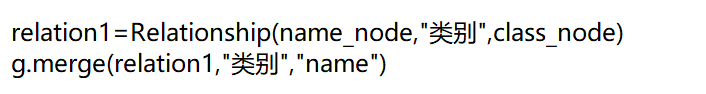 relation1=Relationship(name_node,"类别",class_node)
g.merge(relation1,"类别","name")